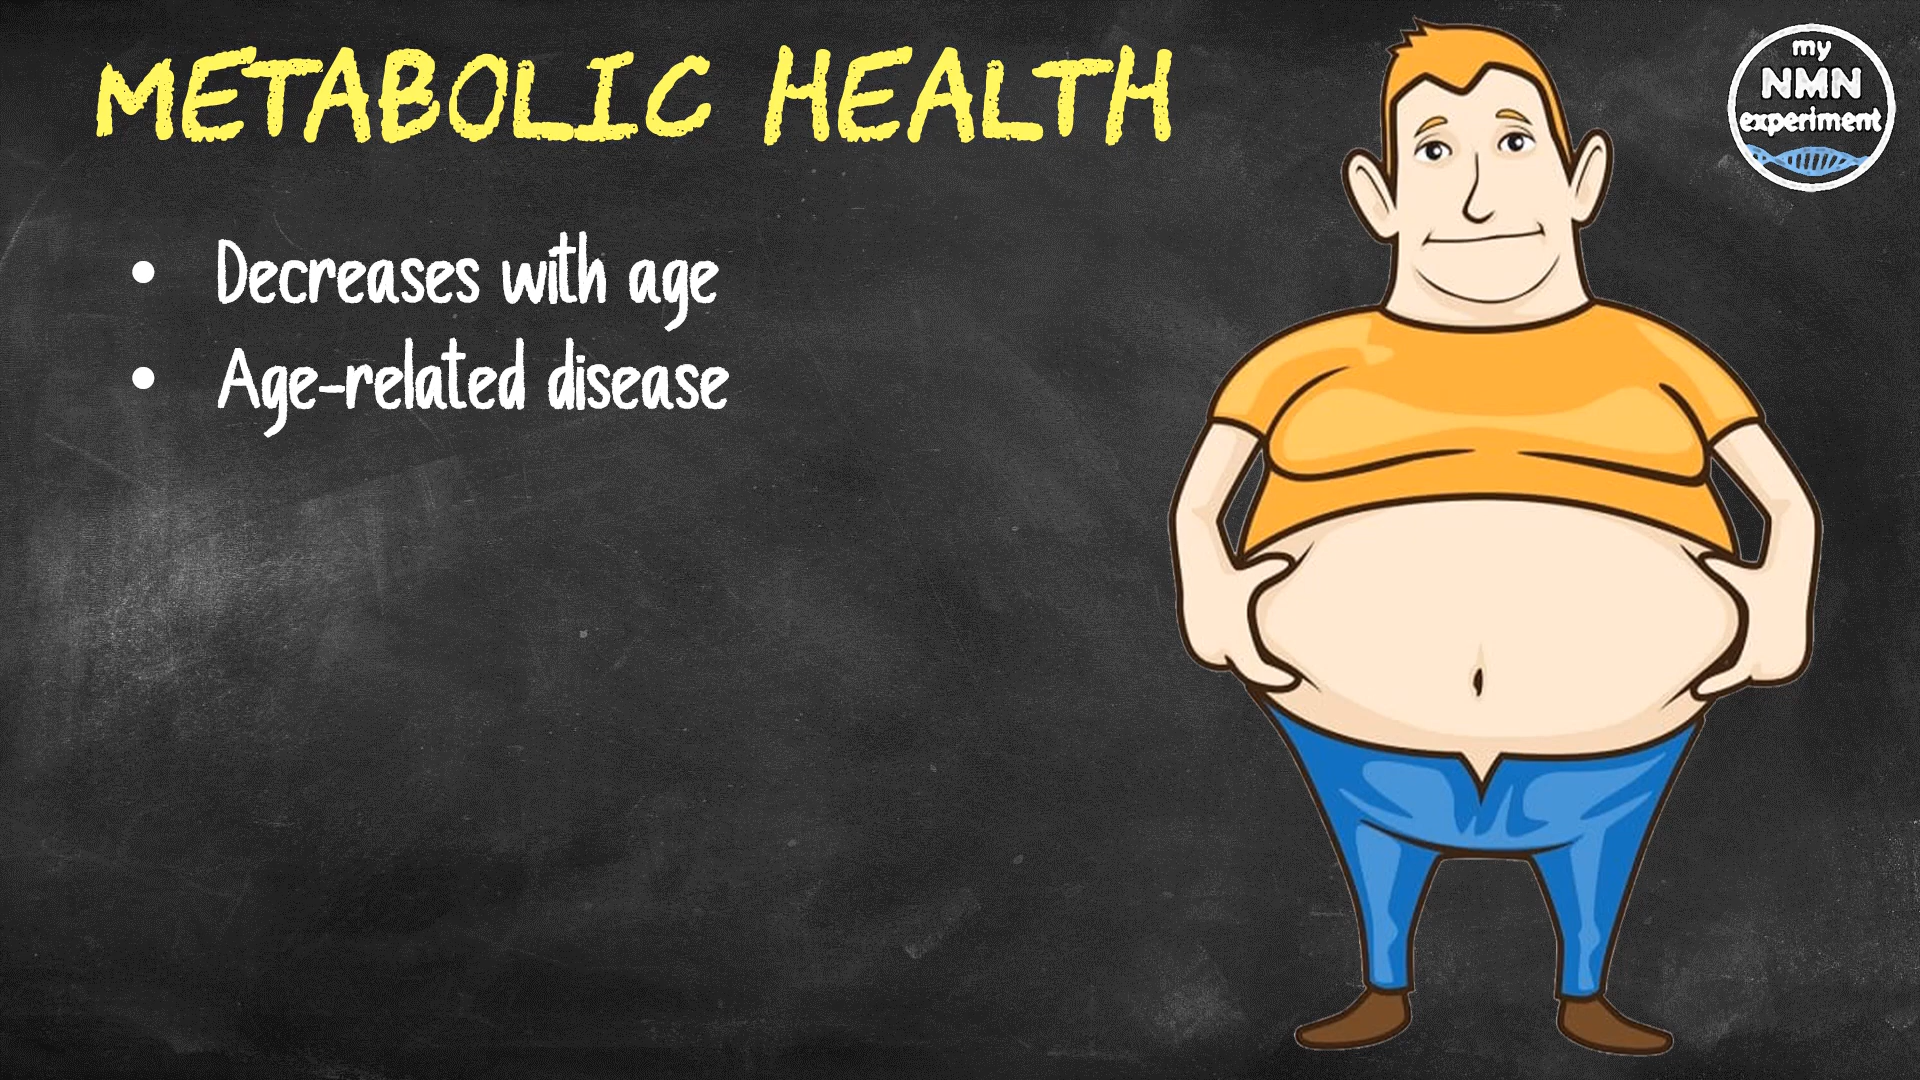 METABOLIC HEALTH
my
NMN
experiment
• Decreases with age
• Age-related disease